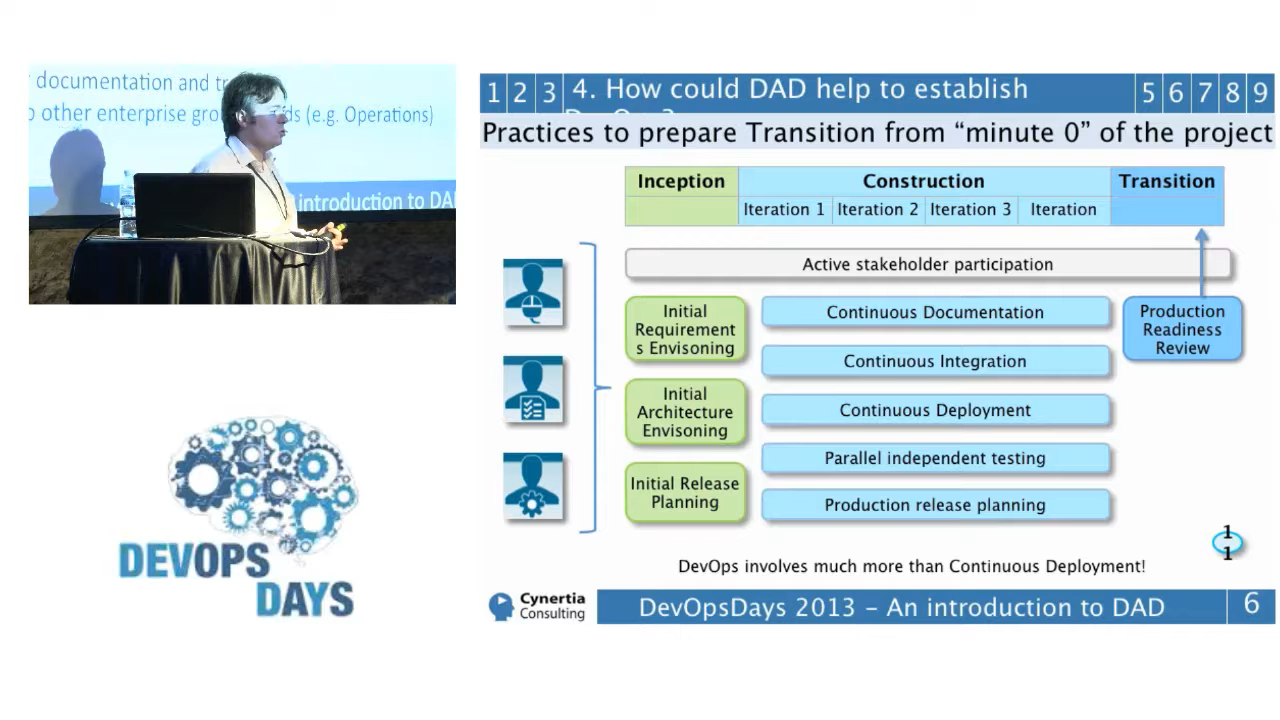 documentation and
other enterprise (e.g. Operations)
introduction to DAD
DEVOPS
DAYS
1 2 3 4. How could DAD help to establish 5 6 7 8 9
Practices to prepare Transition from “minute 0” of the project
Inception Construction Transition
Iteration 1 Iteration 2 Iteration 3 Iteration
Active stakeholder participation
Initial
Requirement
s Envisoning
Initial
Architecture
Envisoning
Initial Release
Planning
Continuous Documentation
Continuous Integration
Continuous Deployment
Parallel independent testing
Production release planning
Production
Readiness
Review
1
1
DevOps involves much more than Continuous Deployment!
Cynertia
Consulting
DevOpsDays 2013 – An introduction to DAD 6